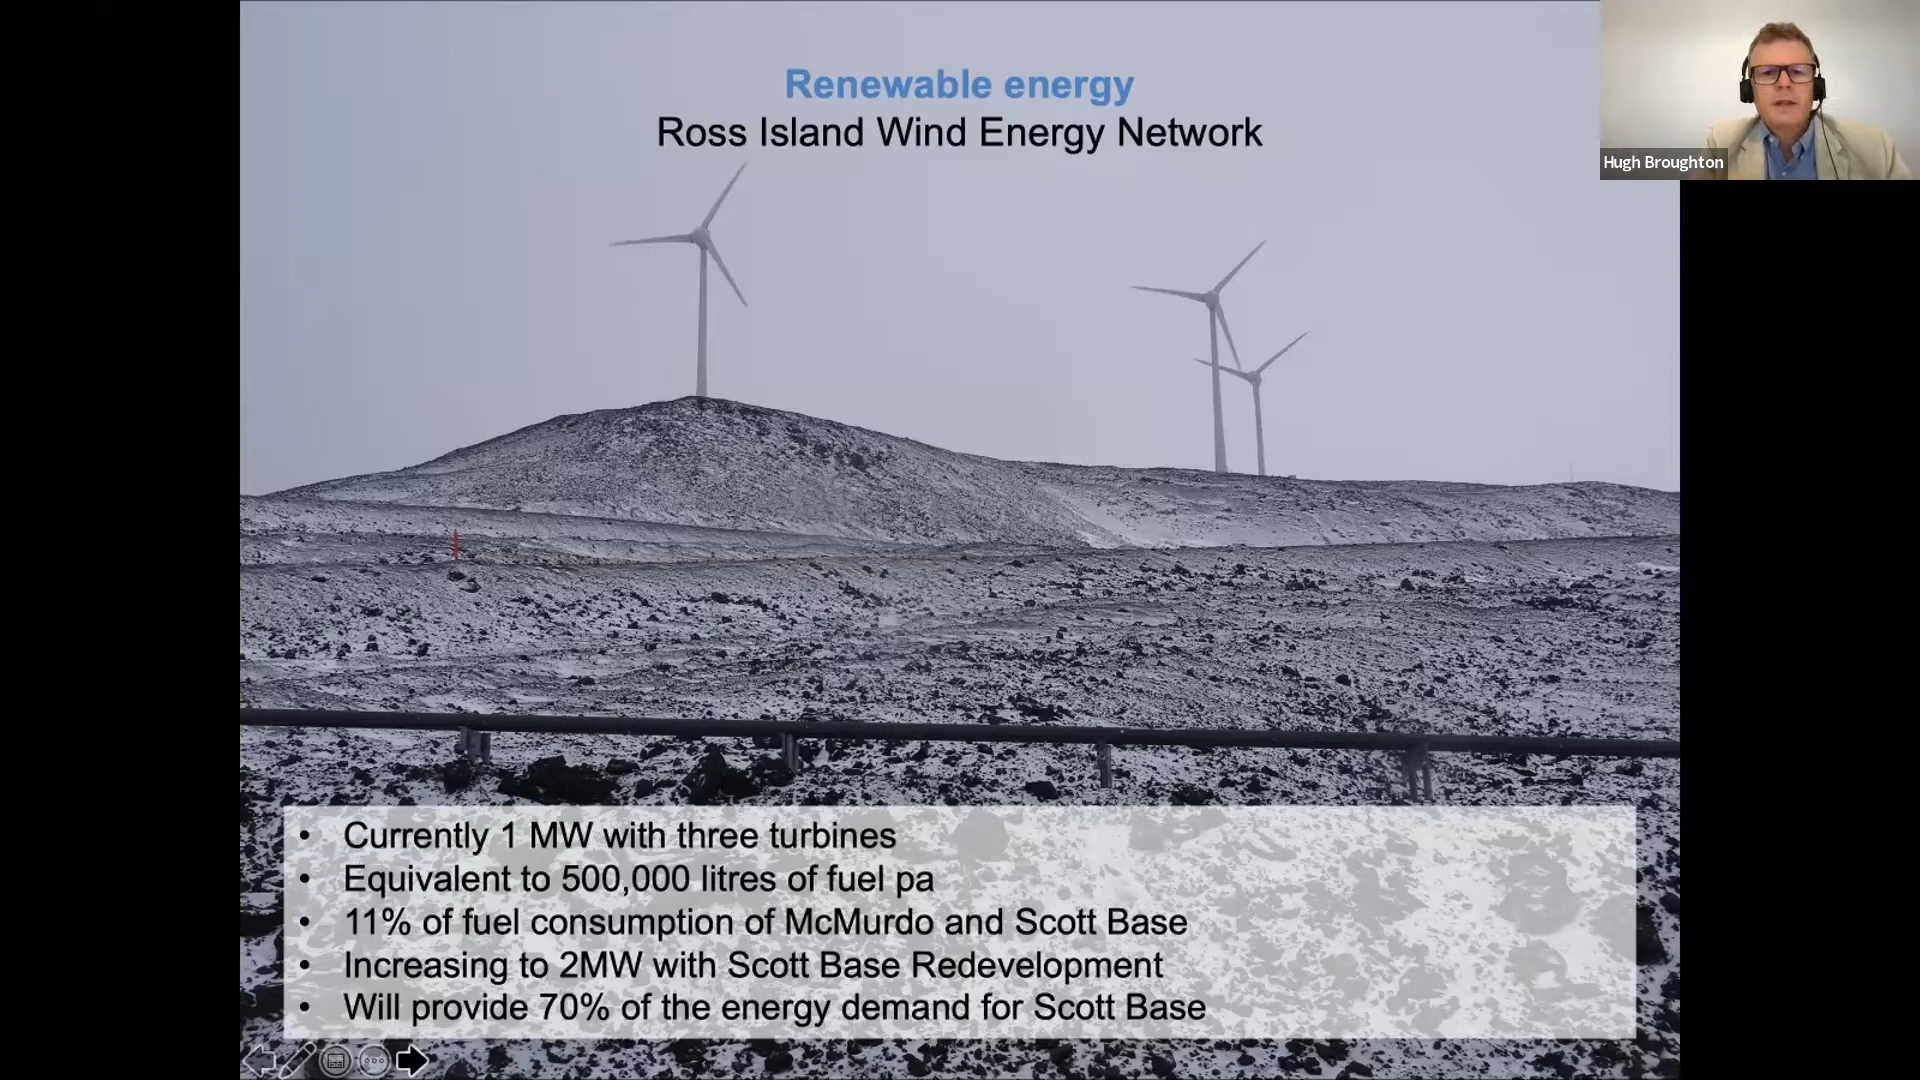 Renewable energy
Ross Island Wind Energy Network
Hugh Broughton
• Currently 1 MW with three turbines
• Equivalent to 500,000 litres of fuel pa
• 11% of fuel consumption of McMurdo and Scott Base
• Increasing to 2MW with Scott Base Redevelopment
• Will provide 70% of the energy demand for Scott Base